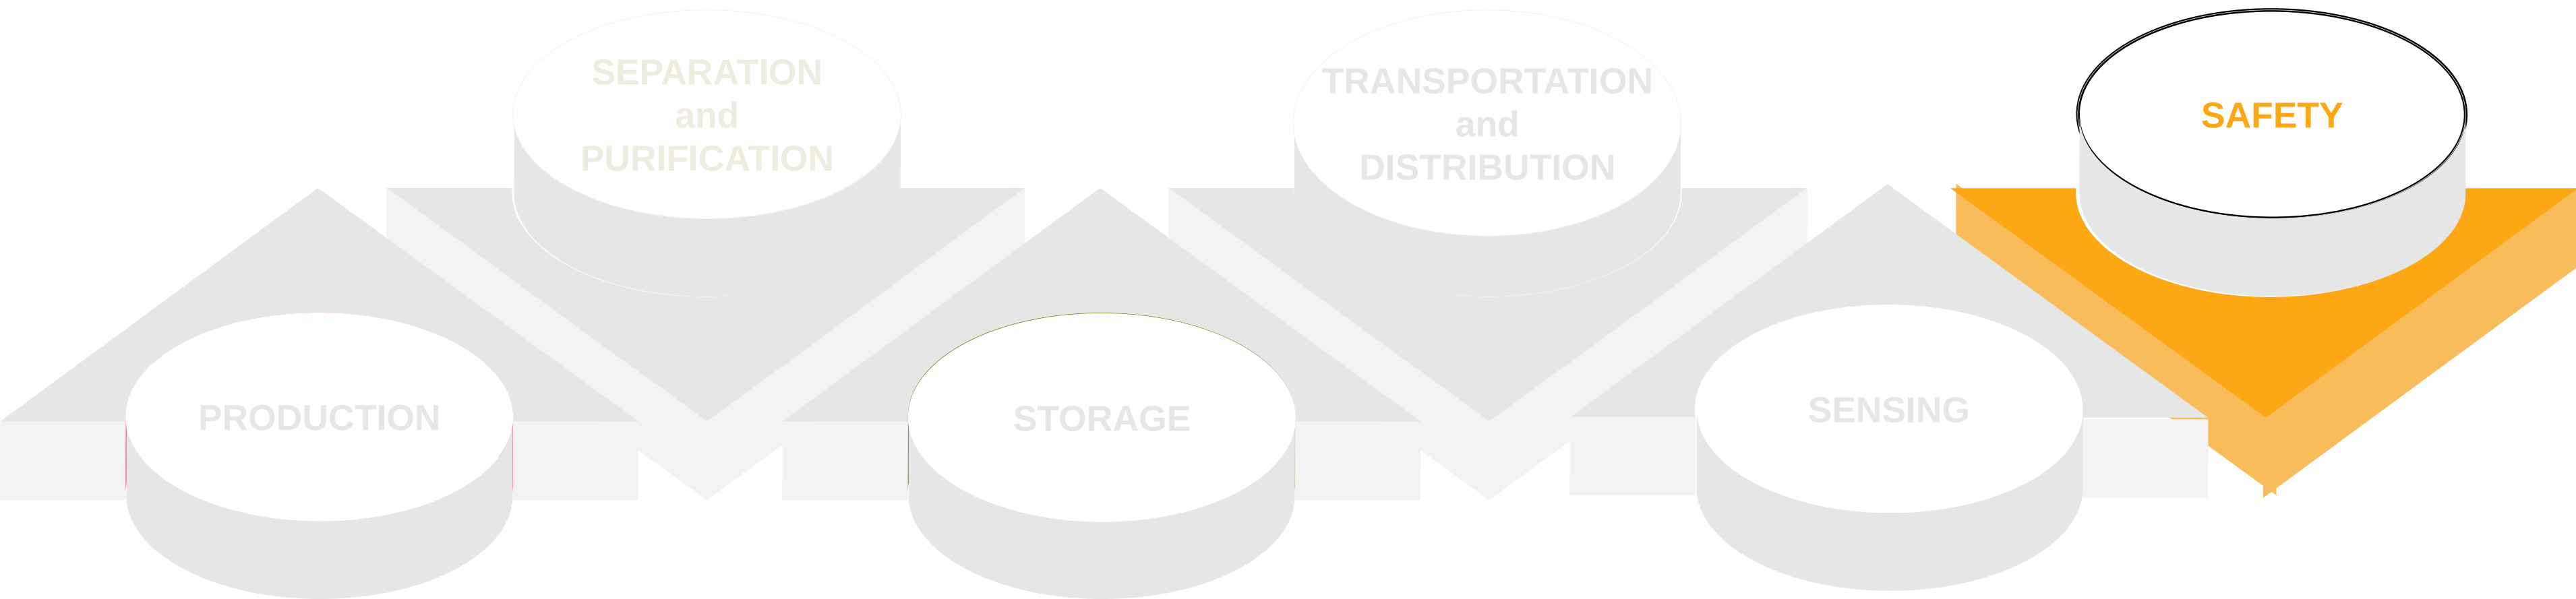 PRODUCTION
SEPARATION
and
PURIFICATION
STORAGE
TRANSPORTATION
and
DISTRIBUTION
SENSING
SAFETY